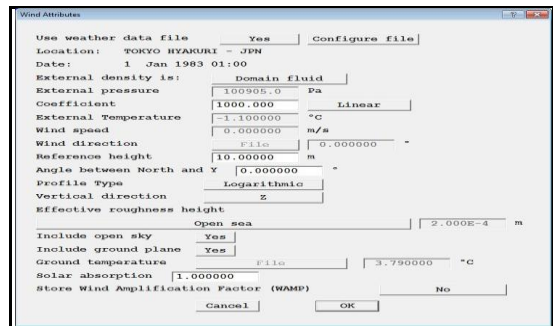 Wind Attributes ? ×
Use weather data file Yes Configure file
Location: TOKYO HYAKURI - JPN
Date: 1 Jan 1983 01:00
External density is: Domain fluid
External pressure 100905.0 Pa
Coefficient 1000.000 Linear
External Temperature -1.100000 °C
Wind speed 0.000000 m/s
Wind direction File 0.000000 °
Reference height 10.00000 m
Angle between North and Y 0.000000 °
Profile Type Logarithmic
Vertical direction Z
Effective roughness height
Open sea 2.000E-4 m
Include open sky Yes
Include ground plane Yes
Ground temperature File 3.790000 °C
Solar absorption 1.000000
Store Wind Amplification Factor (WAMP) No
Cancel OK